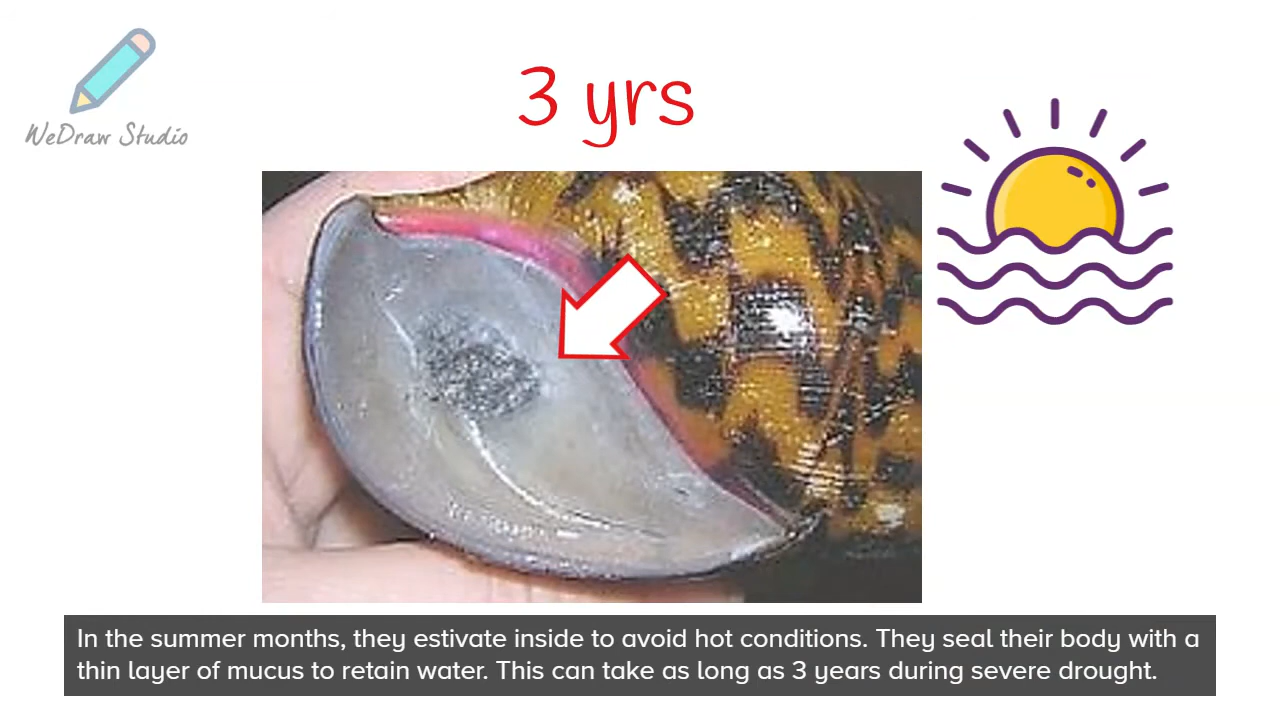 WeDraw Studio
3 yrs
In the summer months, they estivate inside to avoid hot conditions. They seal their body with a
thin layer of mucus to retain water. This can take as long as 3 years during severe drought.